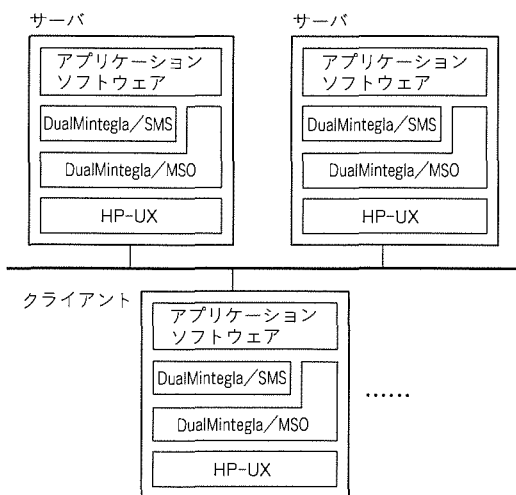 サーバ
アプリケーション
ソフトウェア
DualMintegla/SMS
DualMintegla/MSO
HP-UX
サーバ
アプリケーション
ソフトウェア
DualMintegla/SMS
DualMintegla/MSO
HP-UX
クライアント
アプリケーション
ソフトウェア
DualMintegla/SMS
DualMintegla/MSO
HP-UX
……